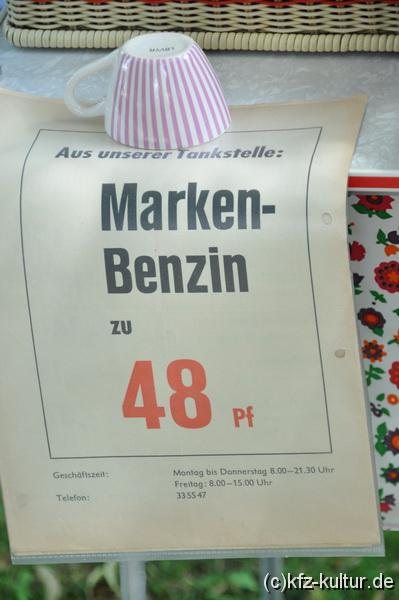 Aus unserer Tankstelle:
Marken-
Benzin
zu
48 Pf
Geschäftszeit: Montag bis Donnerstag 8.00—21.30 Uhr
Freitag: 8.00—15.00 Uhr
Telefon: 33 55 47
(c)kfz-kultur.de